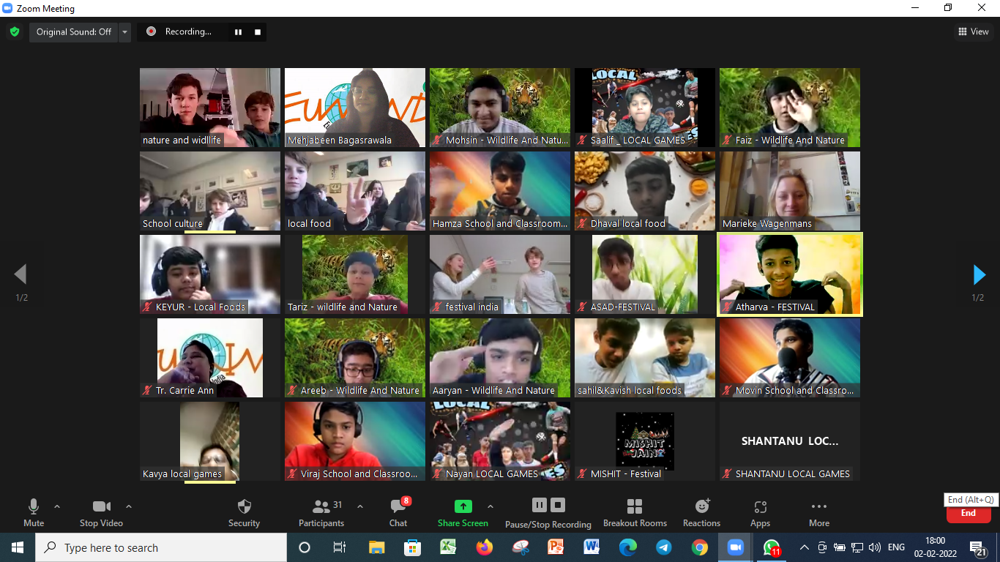 Zoom Meeting
Original Sound: Off
Recording...
View
nature and widllife
Mehjabeen Bagasrawala
Mohsin - Wildlife And Natu...
LOCAL
Saalif _ LOCAL GAMES
Faiz - Wildlife And Nature
School culture
local food
Hamza School and Classroom...
Dhaval local food
Marieke Wagenmans
1/2
1/2
KEYUR - Local Foods
Tariz - wildlife and Nature
festival india
ASAD-FESTIVAL
Atharva - FESTIVAL
Tr. Carrie Ann
India
Areeb - Wildlife And Nature
Aaryan - Wildlife And Nature
sahil&Kavish local foods
Movin School and Classro...
Kavya local games
Viraj School and Classroo...
LOCAL
Nayan LOCAL GAMES
MISHIT
JAIN
MISHIT - Festival
SHANTANU LOC...
SHANTANU LOCAL GAMES
End (Alt+Q)
Mute
Stop Video
Security
Participants
31
Chat
8
Share Screen
Pause/Stop Recording
Breakout Rooms
Reactions
Apps
More
End
Type here to search
11
ENG
18:00
02-02-2022
21